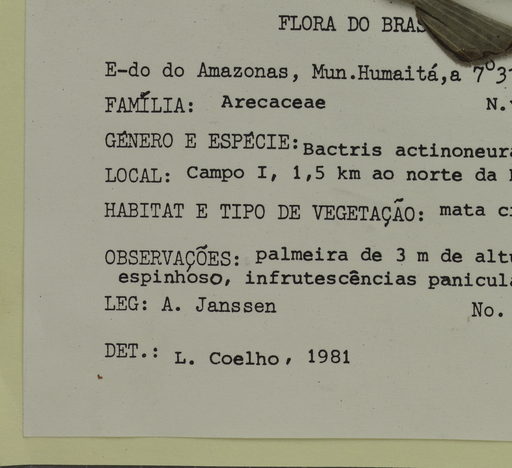 FLORA DO BRAS
E-do do Amazonas, Mun.Humaitá,a 7°3
FAMÍLIA: Arecaceae N.
GÉNERO E ESPÉCIE: Bactris actinoneura
LOCAL: Campo I, 1,5 km ao norte da
HABITAT E TIPO DE VEGETAÇÃO: mata c
OBSERVAÇÕES: palmeira de 3 m de alt
espinhoso, infrutescências panicul
LEG: A. Janssen No.
DET.: L. Coelho, 1981